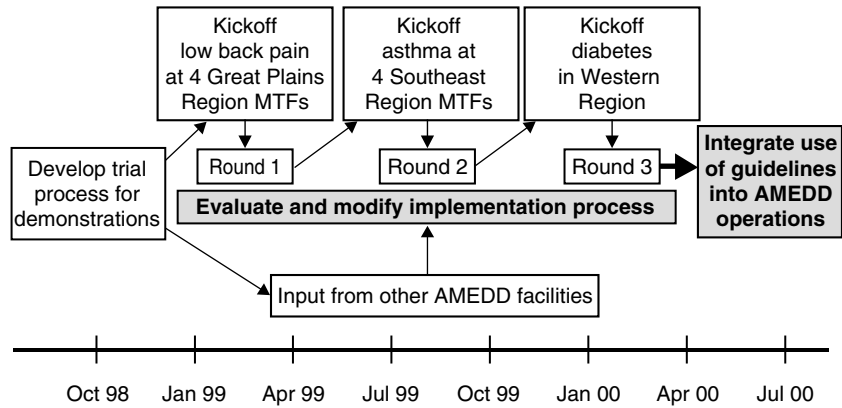 Kickoff
low back pain
at 4 Great Plains
Region MTFs
Kickoff
asthma at
4 Southeast
Region MTFs
Kickoff
diabetes
in Western
Region
Develop trial
process for
demonstrations
Round 1
Round 2
Round 3
Integrate use
of guidelines
into AMEDD
operations
Evaluate and modify implementation process
Input from other AMEDD facilities
Oct 98 Jan 99 Apr 99 Jul 99 Oct 99 Jan 00 Apr 00 Jul 00